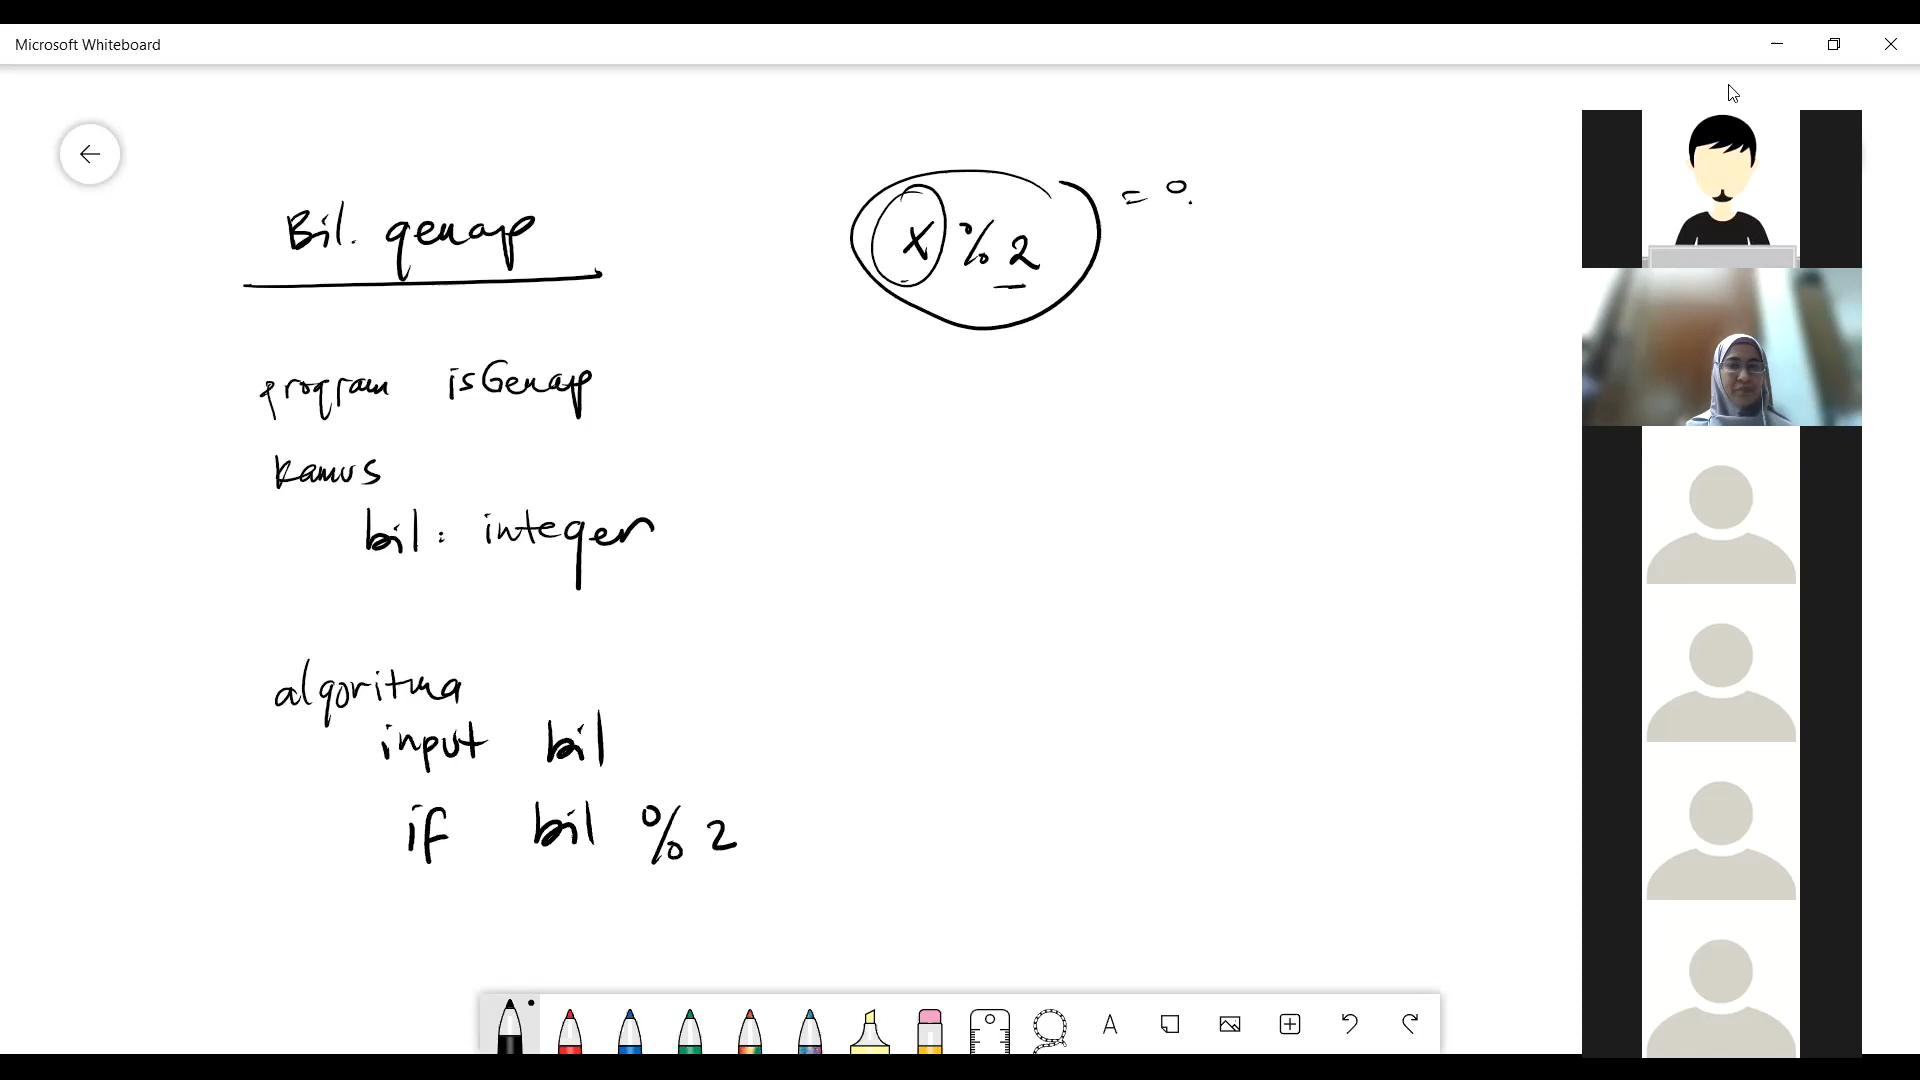 Microsoft Whiteboard
Bil. genap
x % 2 = 0.
program isGenap
kamus
bil : integer
algoritma
input bil
if bil % 2
A